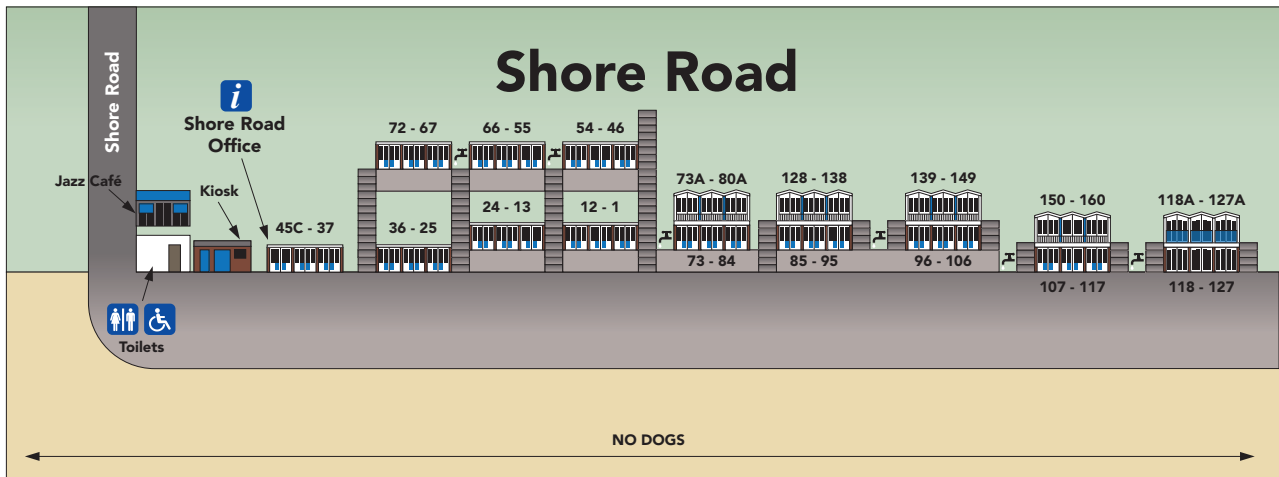 Shore Road
Shore Road
i
Shore Road
Office
72 - 67
66 - 55
54 - 46
Jazz Café
Kiosk
45C - 37
36 - 25
24 - 13
12 - 1
73A - 80A
128 - 138
139 - 149
150 - 160
118A - 127A
73 - 84
85 - 95
96 - 106
107 - 117
118 - 127
Toilets
NO DOGS